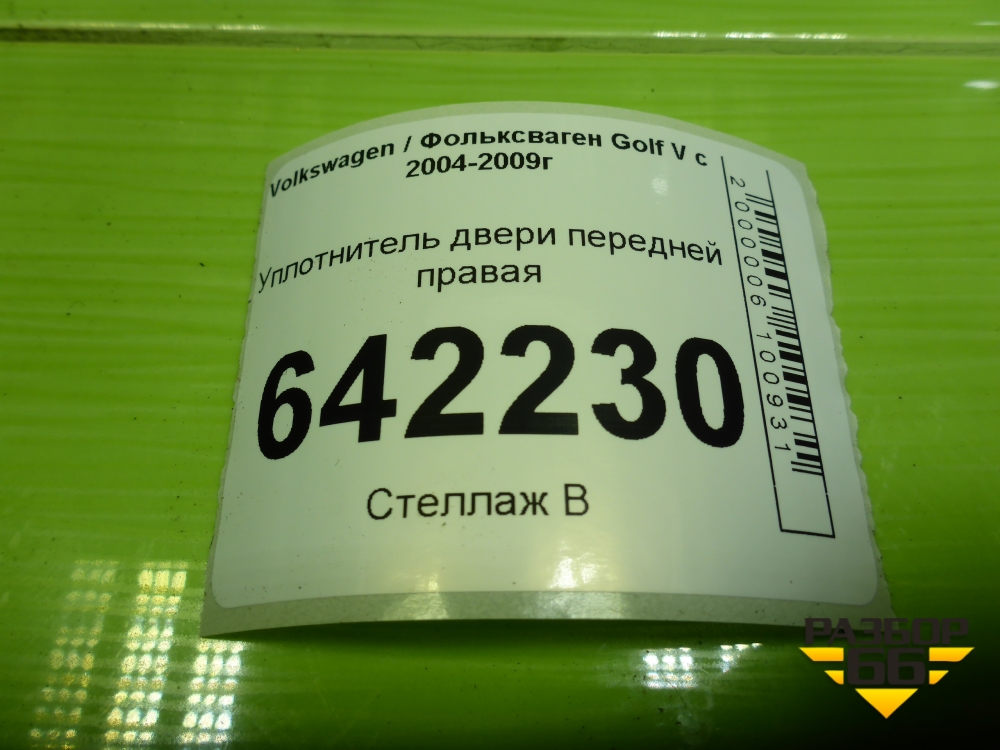 Volkswagen / Фольксваген Golf V с
2004-2009г
Уплотнитель двери передней
правая
642230
Стеллаж В
2000006100931
РАЗБОР
66